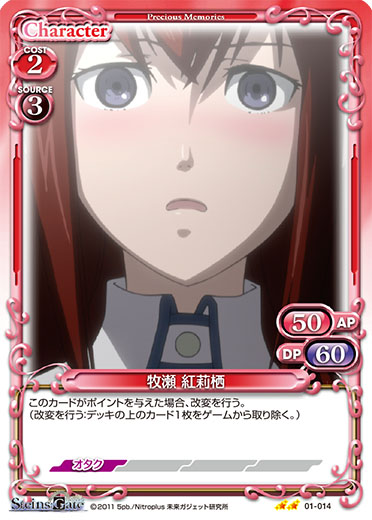 Precious Memories
Character
COST
2
SOURCE
3
50 AP
DP 60
牧瀬 紅莉栖
このカードがポイントを与えた場合、改変を行う。
(改変を行う:デッキの上のカード1枚をゲームから取り除く。)
オタク
Steins;Gate
©2011 5pb./Nitroplus 未来ガジェット研究所
01-014